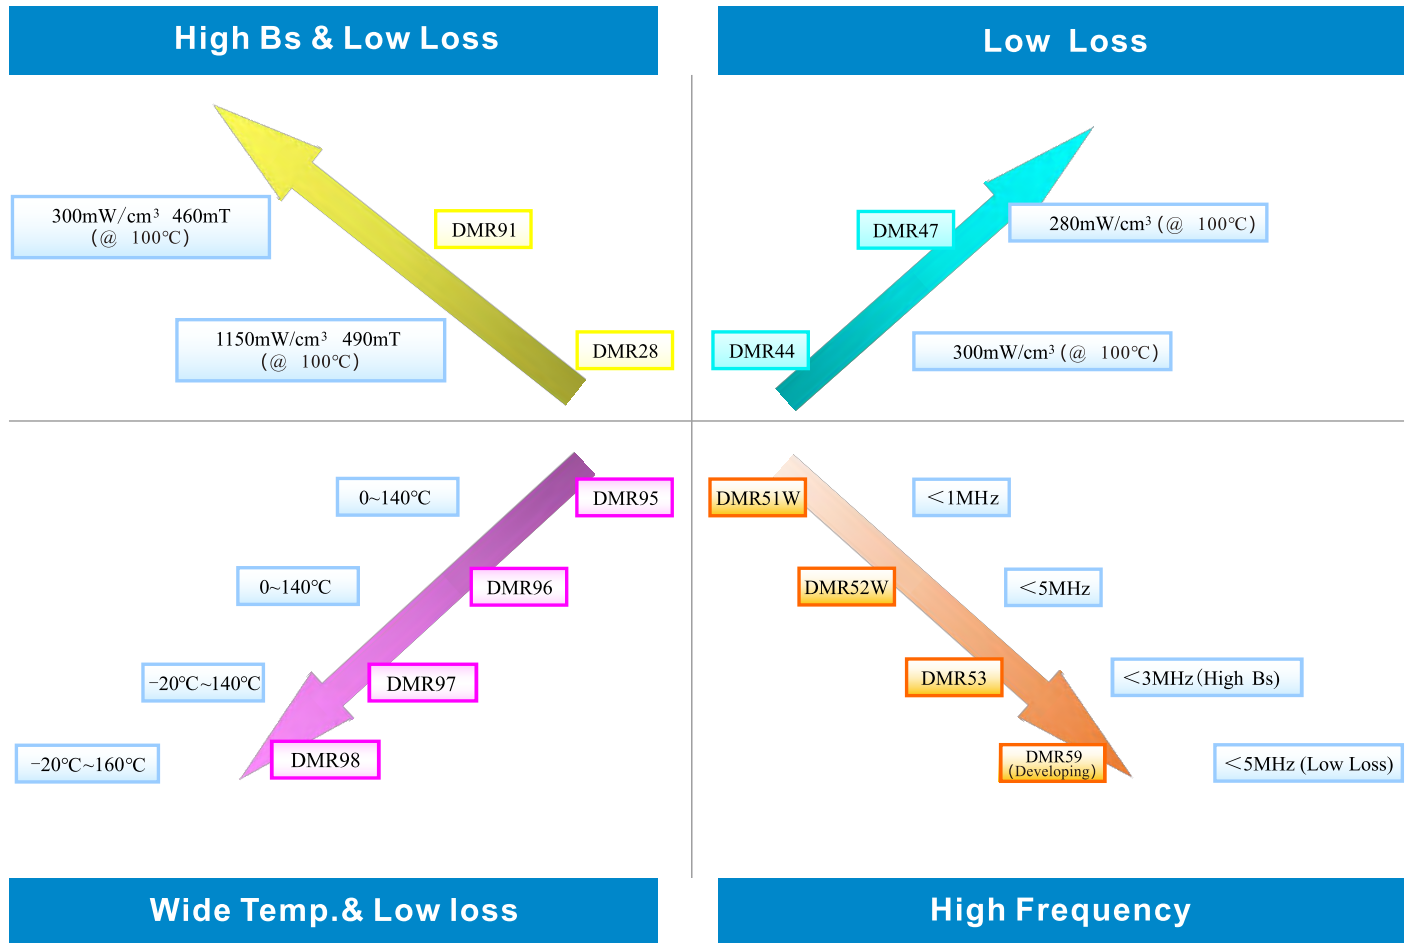 High Bs & Low Loss
Low Loss
300mW/cm³ 460mT
(@ 100℃)
DMR91
1150mW/cm³ 490mT
(@ 100℃)
DMR28
DMR47
280mW/cm³ (@ 100℃)
DMR44
300mW/cm³ (@ 100℃)
0~140℃
DMR95
0~140℃
DMR96
-20℃~140℃
DMR97
-20℃~160℃
DMR98
DMR51W
<1MHz
DMR52W
<5MHz
DMR53
<3MHz(High Bs)
DMR59
(Developing)
<5MHz (Low Loss)
Wide Temp.& Low loss
High Frequency